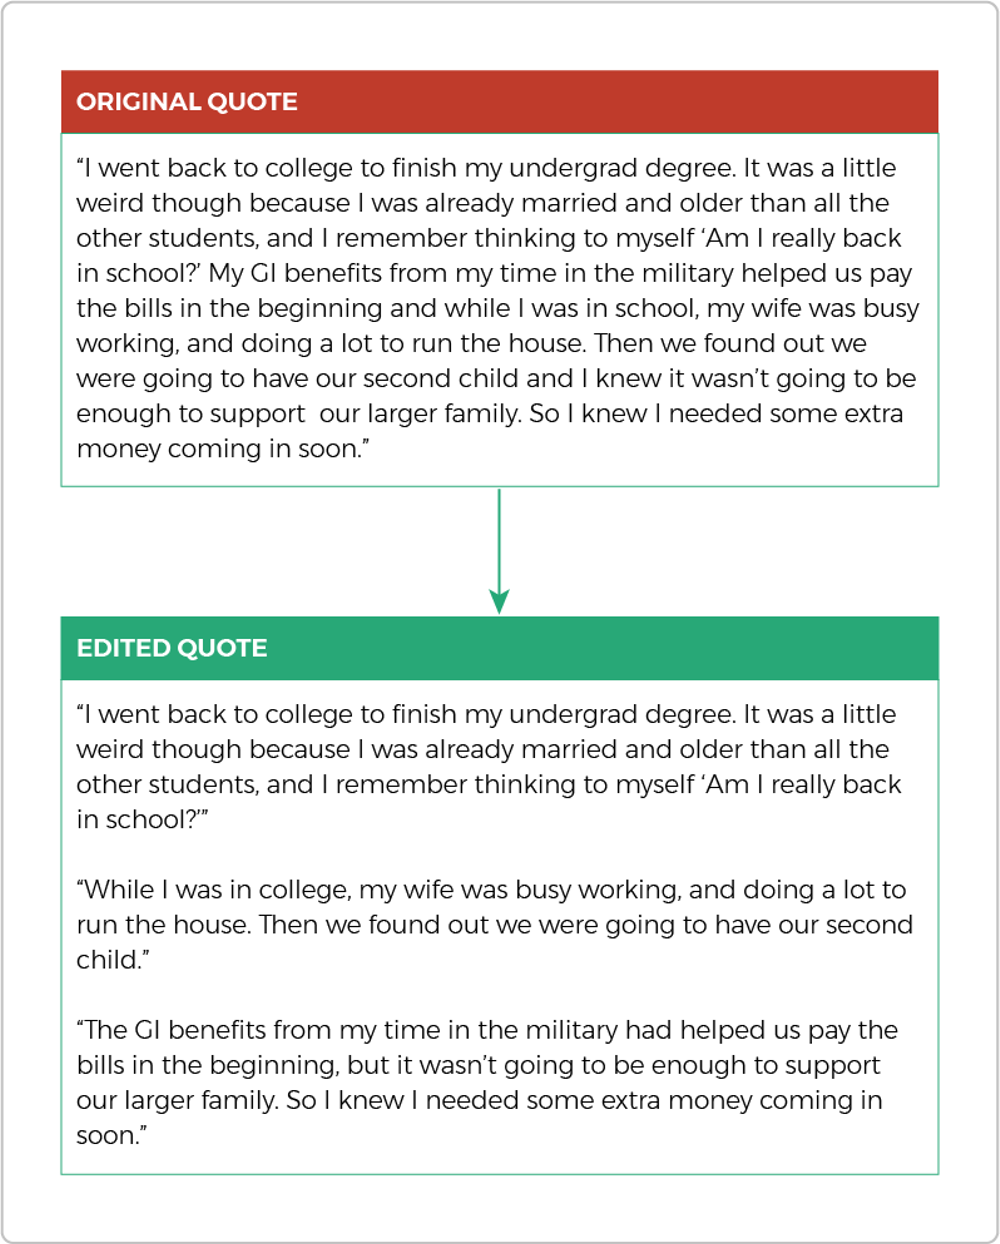 ORIGINAL QUOTE
“I went back to college to finish my undergrad degree. It was a little
weird though because I was already married and older than all the
other students, and I remember thinking to myself ‘Am I really back
in school?’ My GI benefits from my time in the military helped us pay
the bills in the beginning and while I was in school, my wife was busy
working, and doing a lot to run the house. Then we found out we
were going to have our second child and I knew it wasn’t going to be
enough to support  our larger family. So I knew I needed some extra
money coming in soon.”
EDITED QUOTE
“I went back to college to finish my undergrad degree. It was a little
weird though because I was already married and older than all the
other students, and I remember thinking to myself ‘Am I really back
in school?’”
“While I was in college, my wife was busy working, and doing a lot to
run the house. Then we found out we were going to have our second
child.”
“The GI benefits from my time in the military had helped us pay the
bills in the beginning, but it wasn’t going to be enough to support
our larger family. So I knew I needed some extra money coming in
soon.”